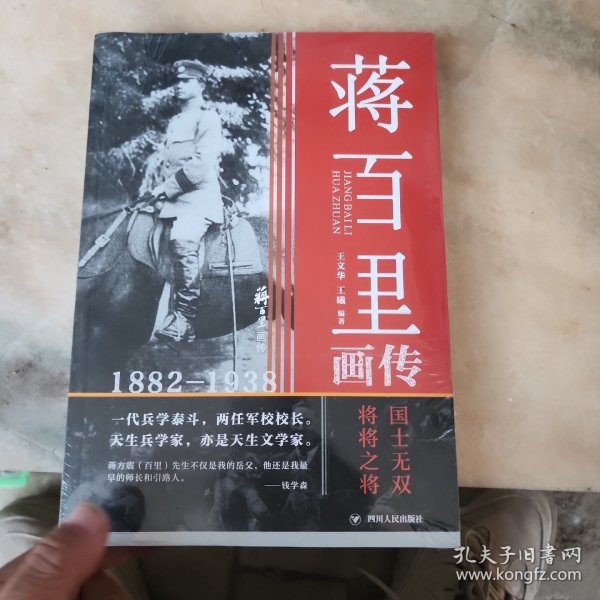 蒋百里
JIANG BAI LI
HUA ZHUAN
王文华 王曦 编著
画传
蒋百里画传
1882-1938
一代兵学泰斗，两任军校校长。
天生兵学家，亦是天生文学家。
蒋方震（百里）先生不仅是我的岳父，他还是我最
早的师长和引路人。
——钱学森
国士无双
将将之将
四川人民出版社
孔夫子旧书网
www.kongfz.com